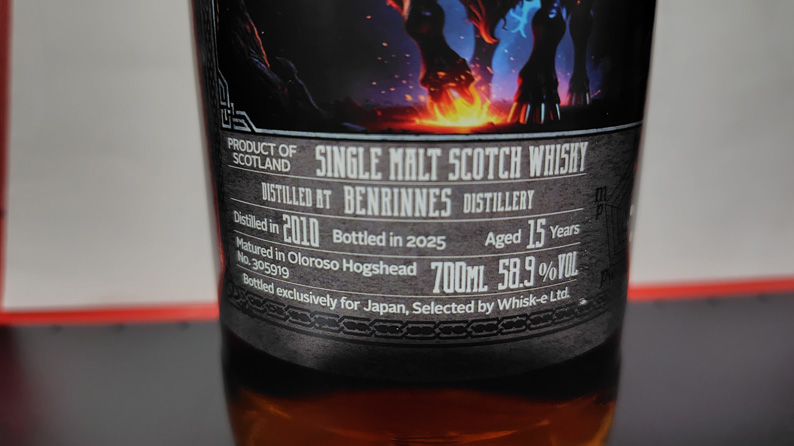 PRODUCT OF
SCOTLAND
SINGLE MALT SCOTCH WHISKY
DISTILLED AT BENRINNES DISTILLERY
Distilled in 2010 Bottled in 2025 Aged 15 Years
Matured in Oloroso Hogshead
No. 305919
700ML 58.9%VOL
Bottled exclusively for Japan, Selected by Whisk-e Ltd.